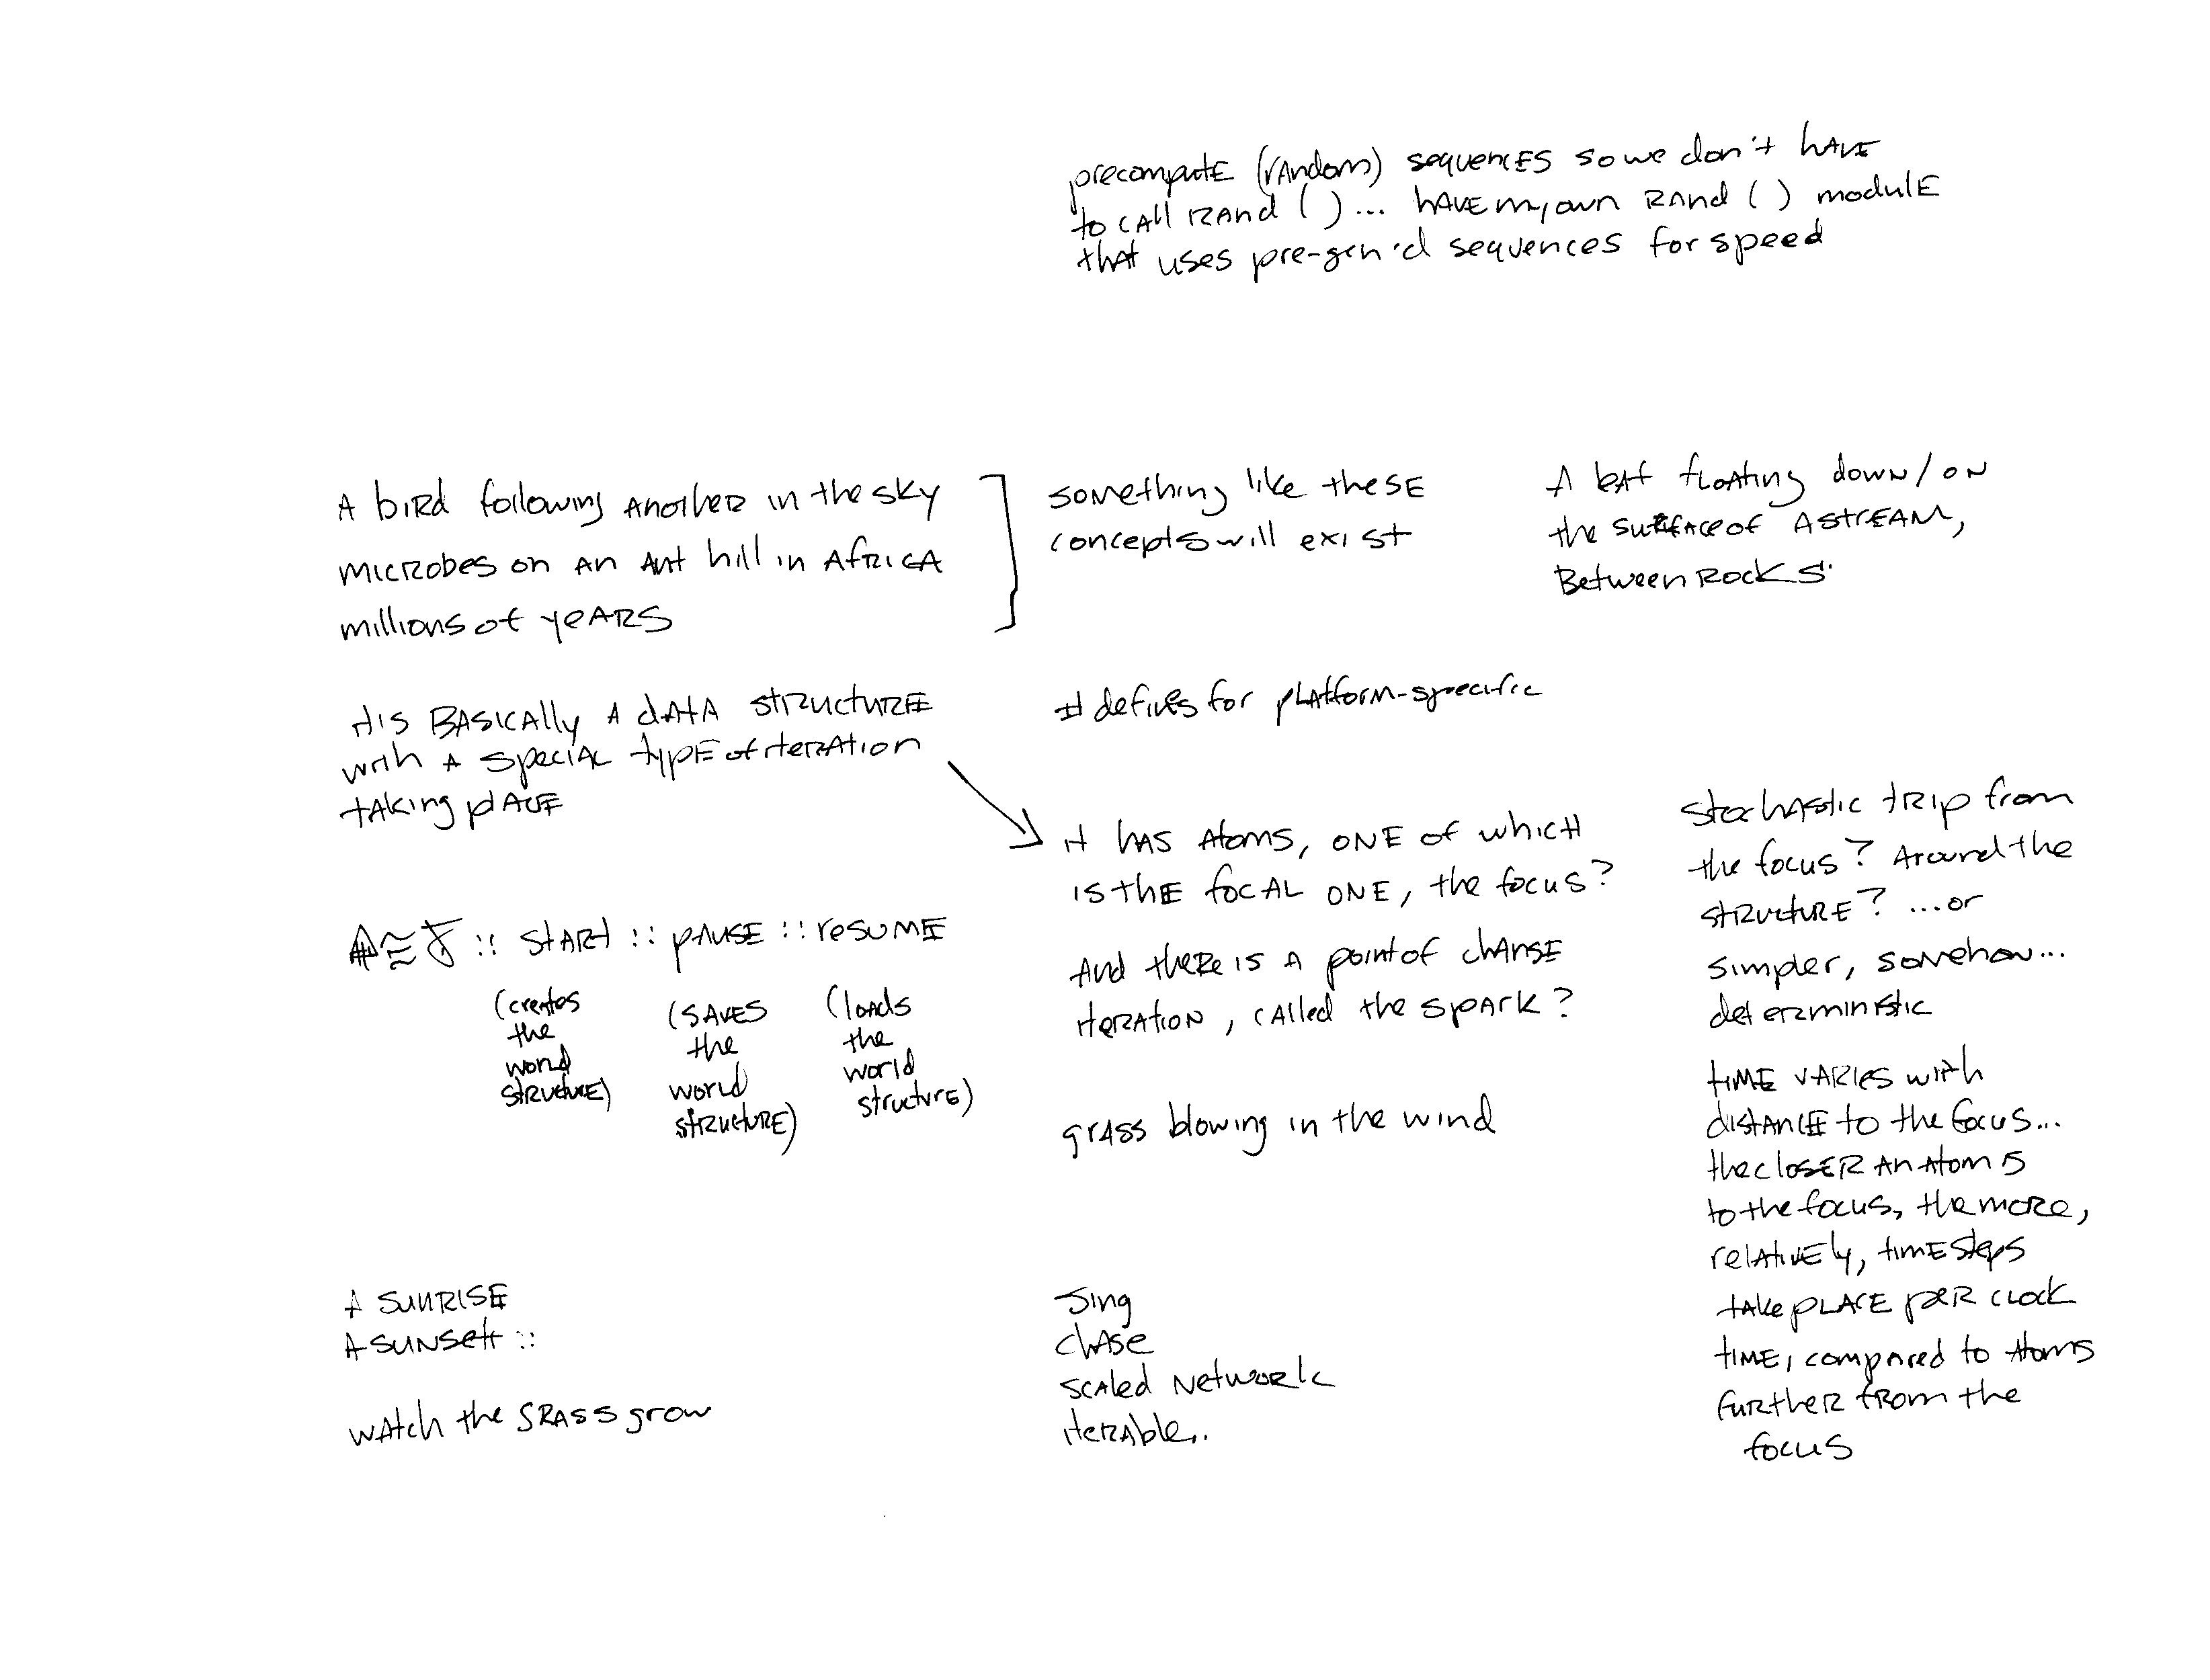 precompute (random) sequences so we don't have
to call rand ( ) ... have my own rand ( ) module
that uses pre-gen'd sequences for speed
A bird following another in the sky
microbes on an ant hill in Africa
millions of years
something like these
concepts will exist
A leaf floating down/on
the surface of a stream,
Between Rocks
it is basically a data structure
with a special type of iteration
taking place
# defines for platform-specific
it has atoms, one of which
is the focal one, the focus?
And there is a point of change
iteration, called the spark?
:: start :: pause :: resume
(creates
the
world
structure)
(saves
the
world
structure)
(loads
the
world
structure)
grass blowing in the wind
stochastic trip from
the focus? Around the
structure? ...or
simpler, somehow...
deterministic
time varies with
distance to the focus...
the closer an atom is
to the focus, the more,
relatively, timesteps
take place per clock
time, compared to atoms
further from the
focus
A sunrise
A sunset ::
watch the grass grow
chase
scaled network
iterable..